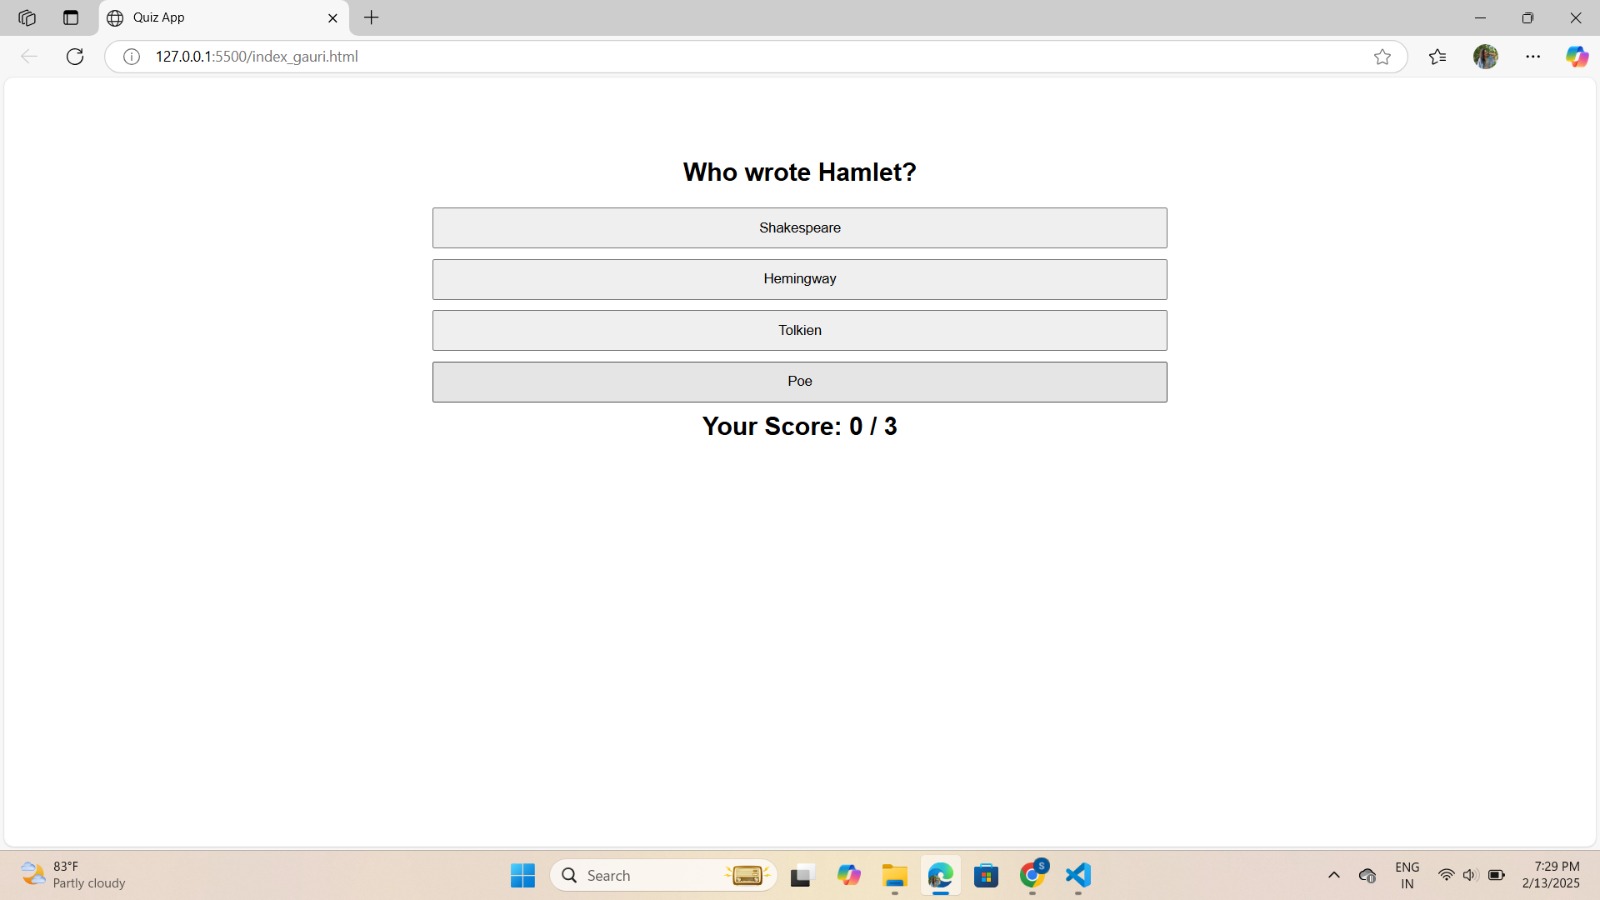 Quiz App
127.0.0.1:5500/index_gauri.html
Who wrote Hamlet?
Shakespeare
Hemingway
Tolkien
Poe
Your Score: 0 / 3
83°F
Partly cloudy
Search
S
ENG
IN
7:29 PM
2/13/2025